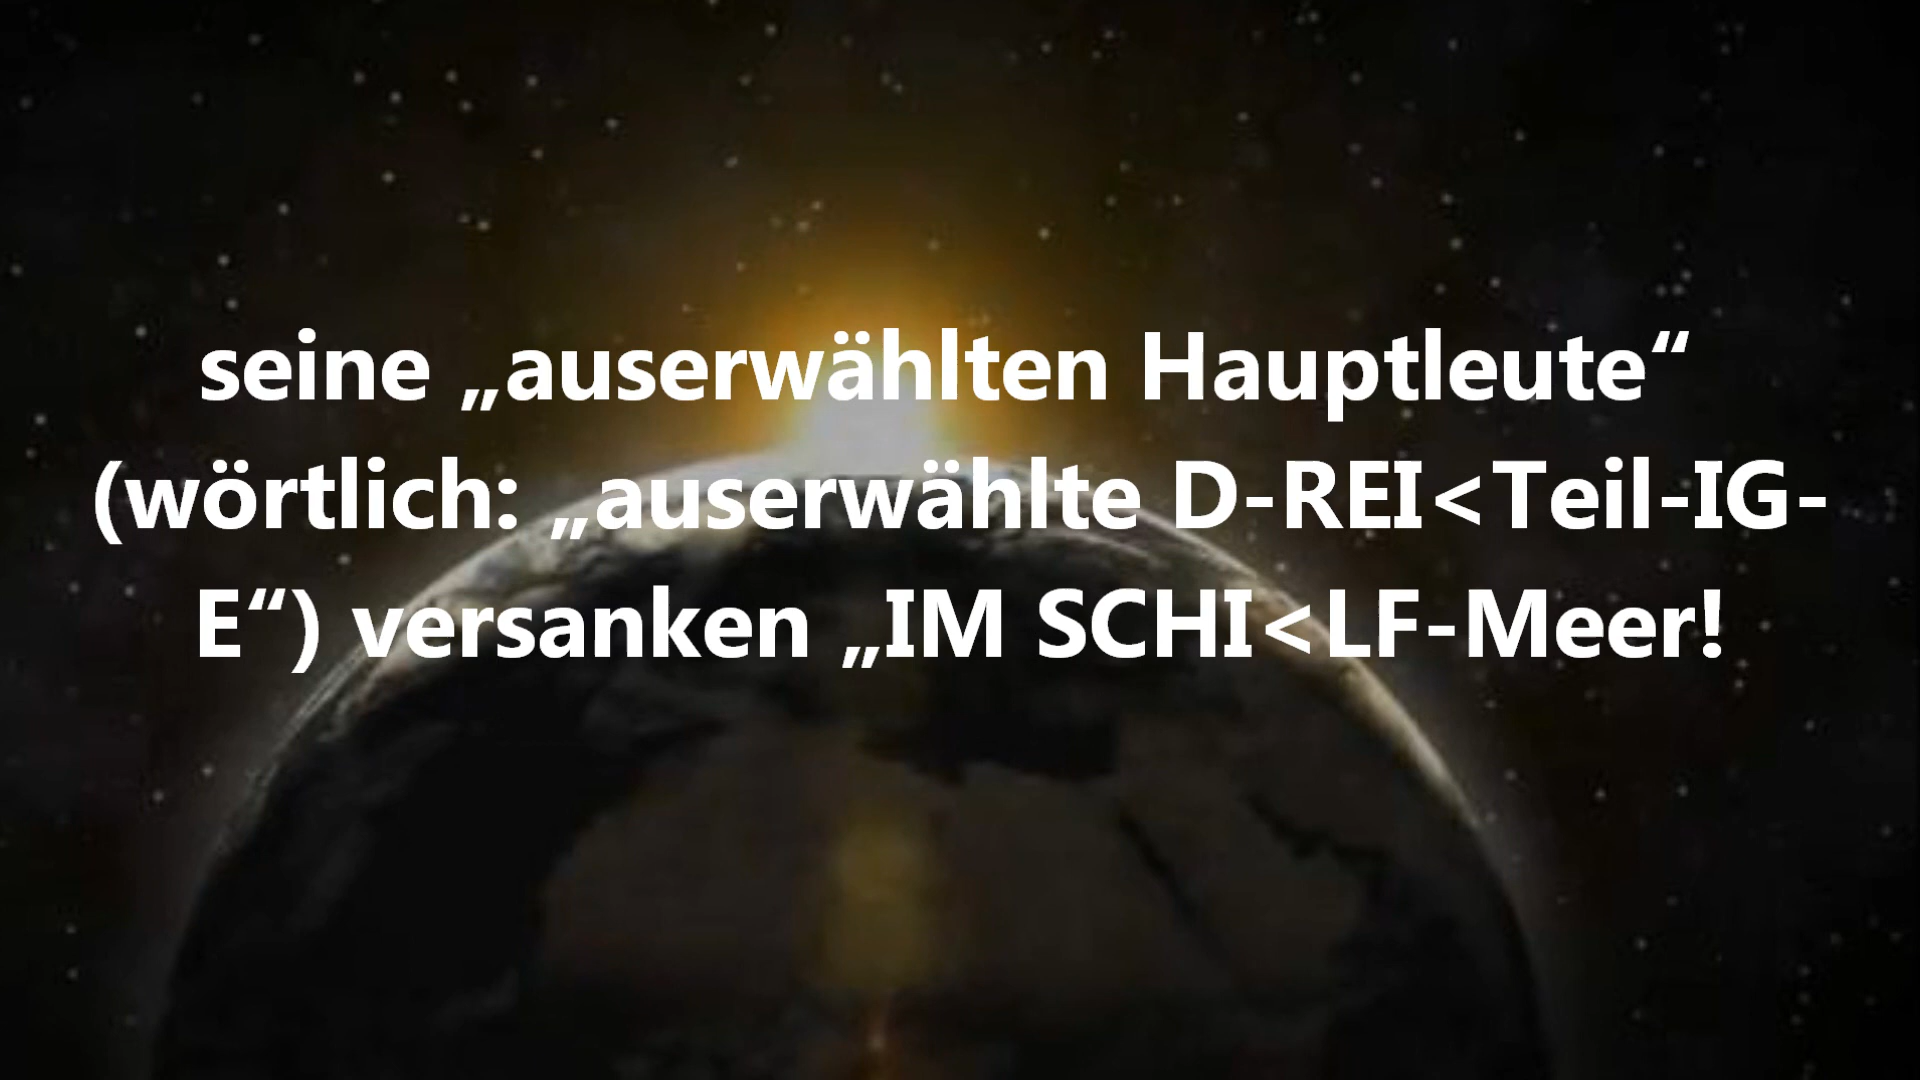 seine „auserwählten Hauptleute“
(wörtlich: „auserwählte D-REI<Teil-IG-
E“) versanken „IM SCHI<LF-Meer!